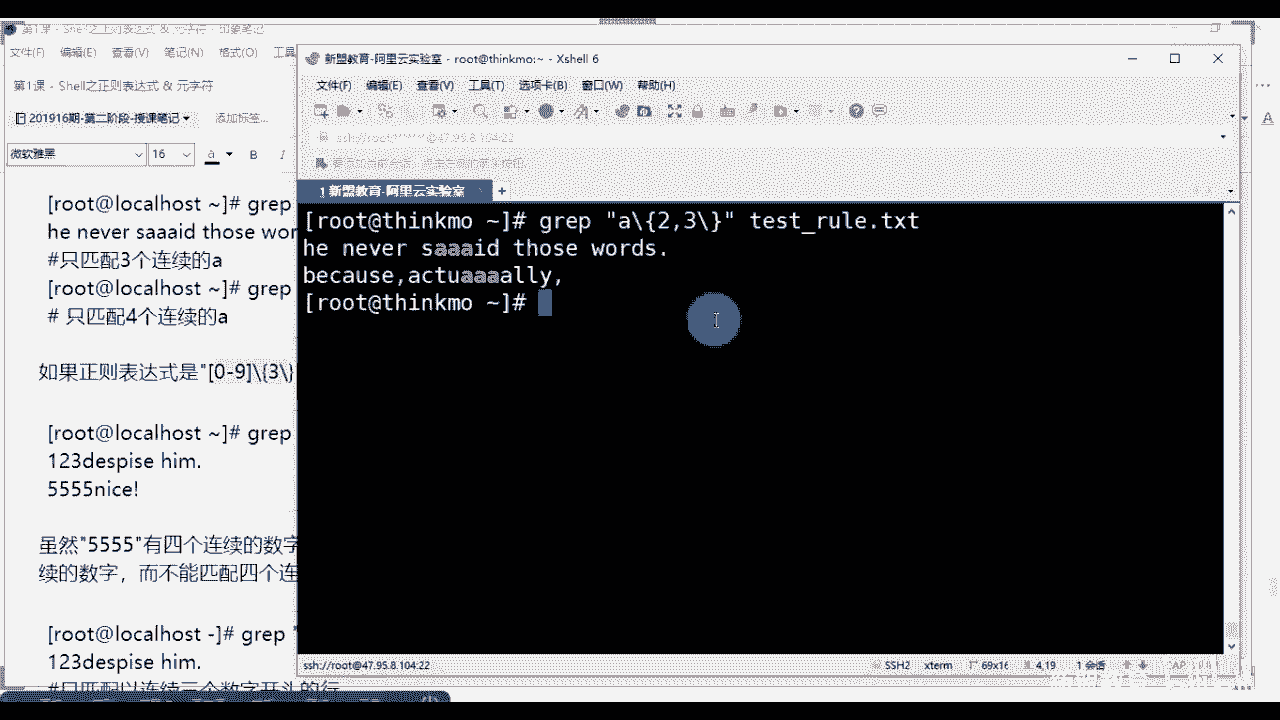 第1课 - Shell之正则表达式 & 元字符 - 印象笔记
文件(F) 编辑(E) 查看(V) 笔记(N) 格式(O) 工具
第1课 - Shell之正则表达式 & 元字符
201916期-第二阶段-授课笔记 添加标签...
微软雅黑 16 a B I
[root@localhost ~]# grep
he never saaaid those wor
#只匹配3个连续的a
[root@localhost ~]# grep
# 只匹配4个连续的a
如果正则表达式是"[0-9]\{3\}
[root@localhost ~]# grep
123despise him.
5555nice!
虽然"5555"有四个连续的数字
续的数字，而不能匹配四个连
[root@localhost -]# grep "
123despise him.
#只匹配以连续三个数字开头的行
新盟教育-阿里云实验室 - root@thinkmo:~ - Xshell 6
文件(F) 编辑(E) 查看(V) 工具(T) 选项卡(B) 窗口(W) 帮助(H)
1 新盟教育-阿里云实验室 +
[root@thinkmo ~]# grep "a\{2,3\}" test_rule.txt
he never saaaid those words.
because,actuaaaally,
[root@thinkmo ~]#
ssh://root@47.95.8.104:22 SSH2 xterm 69x16 4,19 1 会话
A